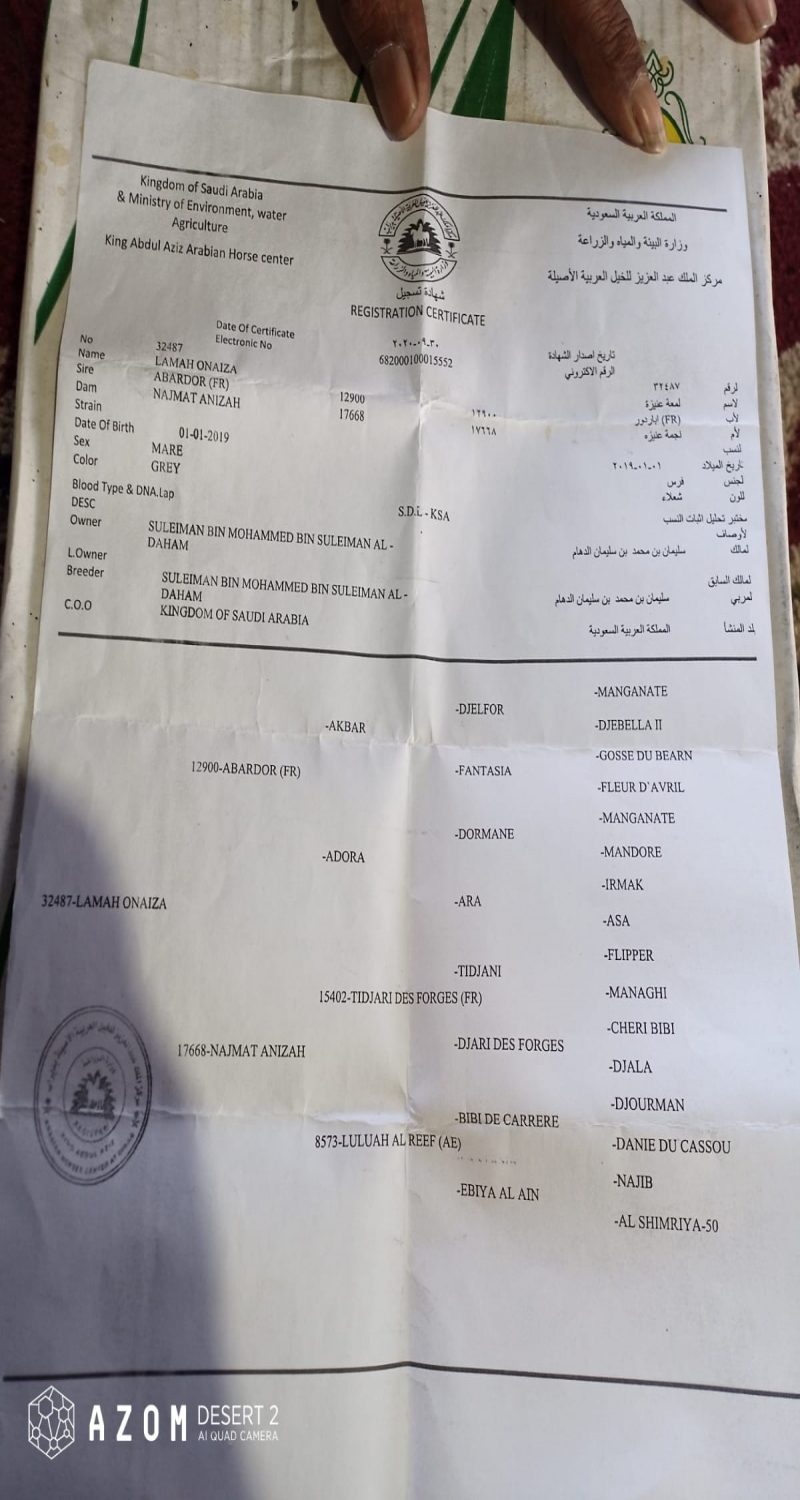 Kingdom of Saudi Arabia
& Ministry of Environment, water
Agriculture
King Abdul Aziz Arabian Horse center
المملكة العربية السعودية
وزارة البيئة والمياه والزراعة
مركز الملك عبد العزيز للخيل العربية الأصيلة
شهادة تسجيل
REGISTRATION CERTIFICATE
Date Of Certificate ٢٠٢٠-٠٩-٣٠ تاريخ اصدار الشهادة
Electronic No 682000100015552 الرقم الاكتروني
No 32487 ٣٢٤٨٧ لرقم
Name LAMAH ONAIZA لمعة عنيزة لاسم
Sire ABARDOR (FR) 12900 ١٢٩٠٠ اباردور (FR) لأب
Dam NAJMAT ANIZAH 17668 ١٧٦٦٨ نجمة عنيزه لأم
Strain لنسب
Date Of Birth 01-01-2019 ٢٠١٩-٠١-٠١ تاريخ الميلاد
Sex MARE فرس لجنس
Color GREY شعلاء للون
Blood Type & DNA.Lap S.D.L - KSA مختبر تحليل اثبات النسب
DESC لأوصاف
Owner SULEIMAN BIN MOHAMMED BIN SULEIMAN AL - سليمان بن محمد بن سليمان الدهام لمالك
DAHAM
L.Owner لمالك السابق
Breeder SULEIMAN BIN MOHAMMED BIN SULEIMAN AL - سليمان بن محمد بن سليمان الدهام لمربي
DAHAM
C.O.O KINGDOM OF SAUDI ARABIA المملكة العربية السعودية لد المنشأ
-MANGANATE
-DJELFOR
-AKBAR
-DJEBELLA II
-GOSSE DU BEARN
12900-ABARDOR (FR)
-FANTASIA
-FLEUR D`AVRIL
-MANGANATE
-DORMANE
-ADORA
-MANDORE
-IRMAK
32487-LAMAH ONAIZA
-ARA
-ASA
-FLIPPER
-TIDJANI
15402-TIDJARI DES FORGES (FR)
-MANAGHI
-CHERI BIBI
17668-NAJMAT ANIZAH
-DJARI DES FORGES
-DJALA
-DJOURMAN
-BIBI DE CARRERE
8573-LULUAH AL REEF (AE)
-DANIE DU CASSOU
-NAJIB
-EBIYA AL AIN
-AL SHIMRIYA-50
AZOM DESERT 2
AI QUAD CAMERA